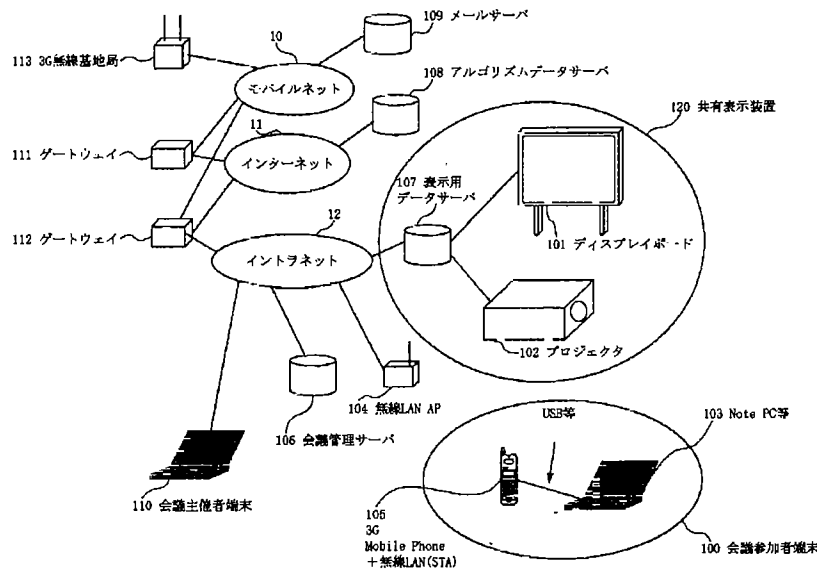 109 メールサーバ
10
113 3G無線基地局
モバイルネット
108 アルゴリズムデータサーバ
11
120 共有表示装置
111 ゲートウェイ
インターネット
107 表示用
データサーバ
12
112 ゲートウェイ
101 ディスプレイボード
イントラネット
102 プロジェクタ
104 無線LAN AP
USB等
103 Note PC等
106 会議管理サーバ
110 会議主催者端末
105
3G
Mobile Phone
+無線LAN(STA)
100 会議参加者端末